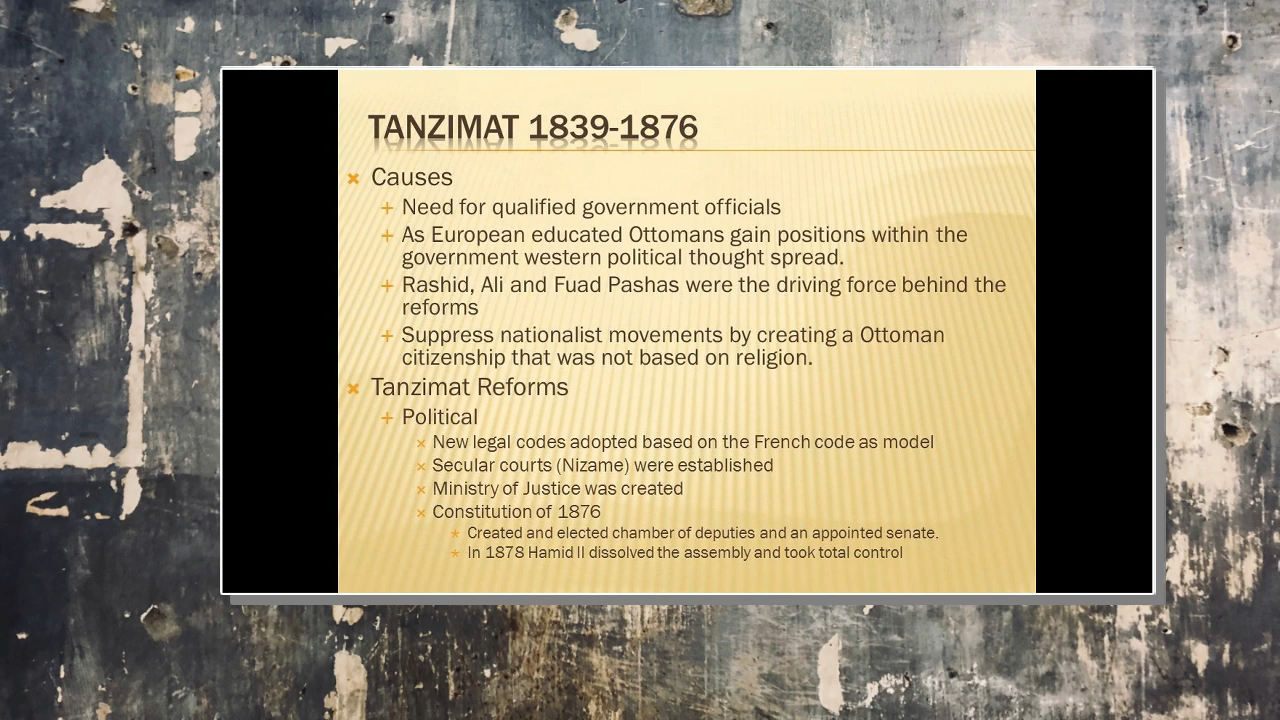 TANZIMAT 1839-1876
Causes
Need for qualified government officials
As European educated Ottomans gain positions within the
government western political thought spread.
Rashid, Ali and Fuad Pashas were the driving force behind the
reforms
Suppress nationalist movements by creating a Ottoman
citizenship that was not based on religion.
Tanzimat Reforms
Political
New legal codes adopted based on the French code as model
Secular courts (Nizame) were established
Ministry of Justice was created
Constitution of 1876
Created and elected chamber of deputies and an appointed senate.
In 1878 Hamid II dissolved the assembly and took total control